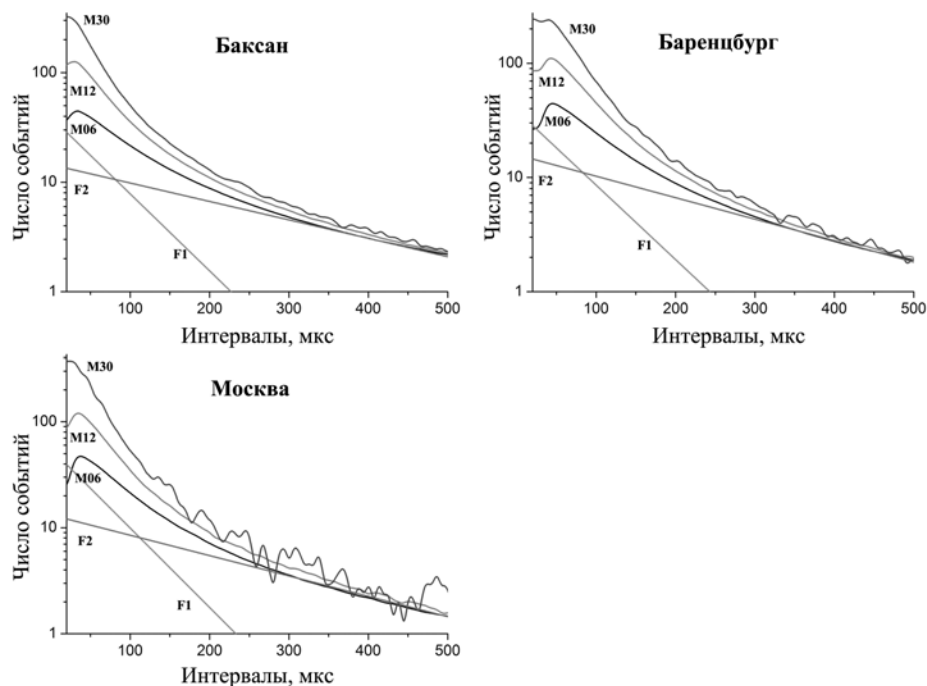 Баксан
Число событий
100
10
1
M30
M12
M06
F2
F1
100
200
300
400
500
Интервалы, мкс
Баренцбург
Число событий
100
10
1
M30
M12
M06
F2
F1
100
200
300
400
500
Интервалы, мкс
Москва
Число событий
100
10
1
M30
M12
M06
F2
F1
100
200
300
400
500
Интервалы, мкс